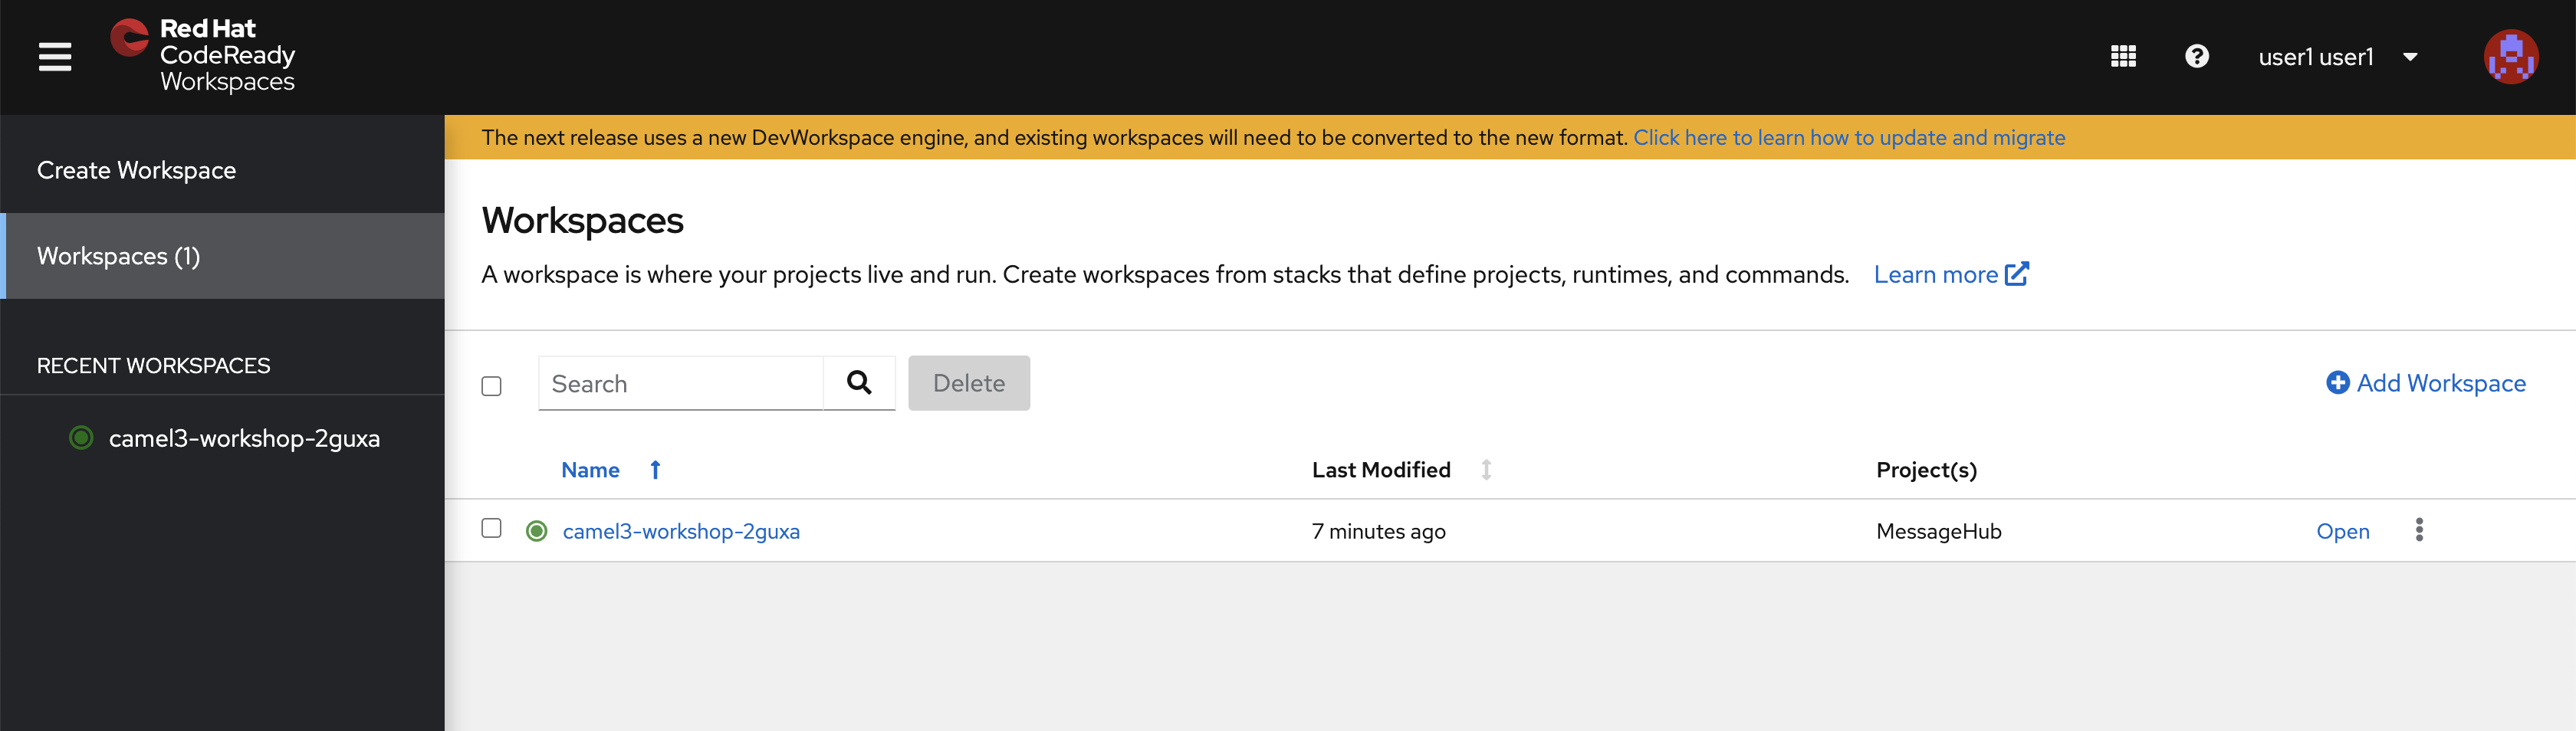 Red Hat
CodeReady
Workspaces
user1 user1
Create Workspace
Workspaces (1)
RECENT WORKSPACES
camel3-workshop-2guxa
The next release uses a new DevWorkspace engine, and existing workspaces will need to be converted to the new format. Click here to learn how to update and migrate
Workspaces
A workspace is where your projects live and run. Create workspaces from stacks that define projects, runtimes, and commands. Learn more
Search
Delete
Add Workspace
Name Last Modified Project(s)
camel3-workshop-2guxa 7 minutes ago MessageHub Open